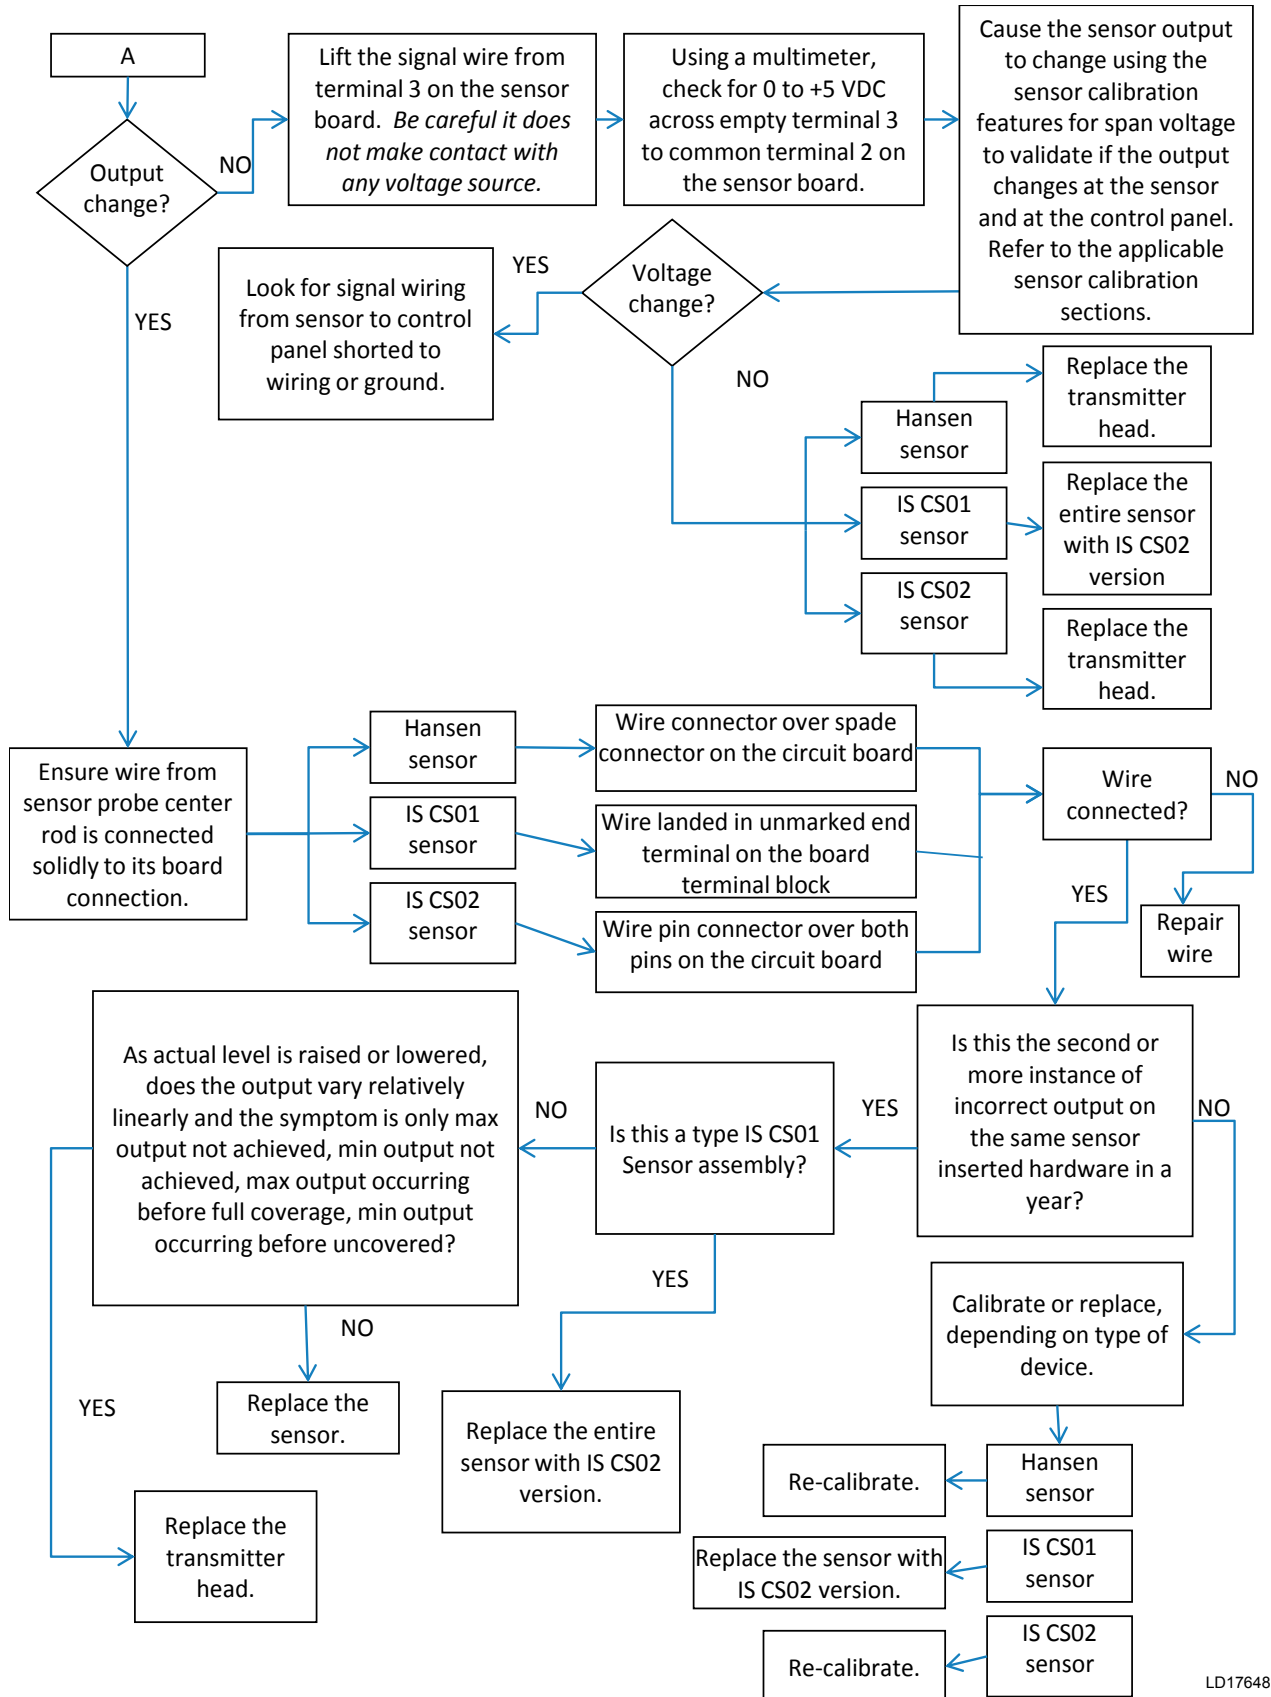 A
Lift the signal wire from
terminal 3 on the sensor
board.  Be careful it does
not make contact with
any voltage source.
Using a multimeter,
check for 0 to +5 VDC
across empty terminal 3
to common terminal 2 on
the sensor board.
Cause the sensor output
to change using the
sensor calibration
features for span voltage
to validate if the output
changes at the sensor
and at the control panel.
Refer to the applicable
sensor calibration
sections.
Output
change?
NO
YES
Voltage
change?
YES
NO
Look for signal wiring
from sensor to control
panel shorted to
wiring or ground.
Hansen
sensor
Replace the
transmitter
head.
IS CS01
sensor
Replace the
entire sensor
with IS CS02
version
IS CS02
sensor
Replace the
transmitter
head.
Ensure wire from
sensor probe center
rod is connected
solidly to its board
connection.
Hansen
sensor
Wire connector over spade
connector on the circuit board
IS CS01
sensor
Wire landed in unmarked end
terminal on the board
terminal block
IS CS02
sensor
Wire pin connector over both
pins on the circuit board
Wire
connected?
NO
YES
Repair
wire
Is this the second or
more instance of
incorrect output on
the same sensor
inserted hardware in a
year?
YES
NO
Is this a type IS CS01
Sensor assembly?
NO
YES
As actual level is raised or lowered,
does the output vary relatively
linearly and the symptom is only max
output not achieved, min output not
achieved, max output occurring
before full coverage, min output
occurring before uncovered?
NO
YES
Replace the
sensor.
Replace the
transmitter
head.
Replace the entire
sensor with IS CS02
version.
Calibrate or replace,
depending on type of
device.
Hansen
sensor
Re-calibrate.
IS CS01
sensor
Replace the sensor with
IS CS02 version.
IS CS02
sensor
Re-calibrate.
LD17648